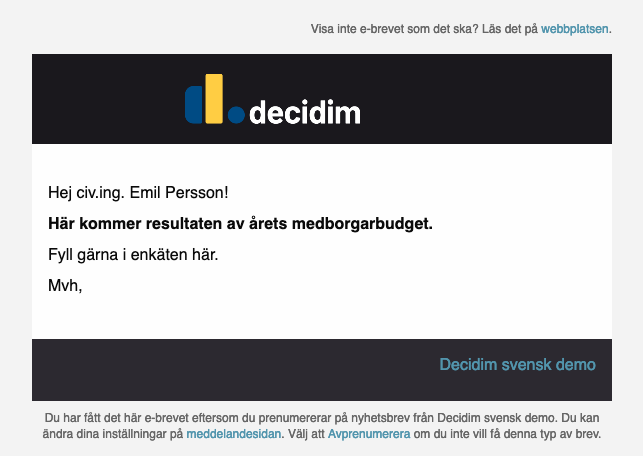 Visa inte e-brevet som det ska? Läs det på webbplatsen.
decidim
Hej civ.ing. Emil Persson!
Här kommer resultaten av årets medborgarbudget.
Fyll gärna i enkäten här.
Mvh,
Decidim svensk demo
Du har fått det här e-brevet eftersom du prenumererar på nyhetsbrev från Decidim svensk demo. Du kan
ändra dina inställningar på meddelandesidan. Välj att Avprenumerera om du inte vill få denna typ av brev.